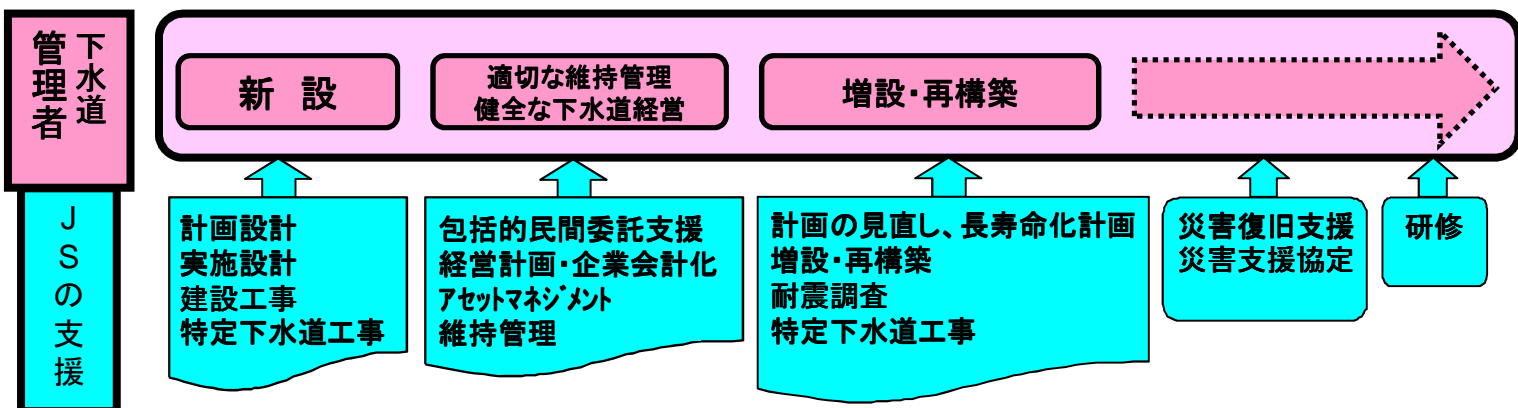 下水道
管理者
新 設
適切な維持管理
健全な下水道経営
増設・再構築
JSの支援
計画設計
実施設計
建設工事
特定下水道工事
包括的民間委託支援
経営計画・企業会計化
アセットマネジメント
維持管理
計画の見直し、長寿命化計画
増設・再構築
耐震調査
特定下水道工事
災害復旧支援
災害支援協定
研修